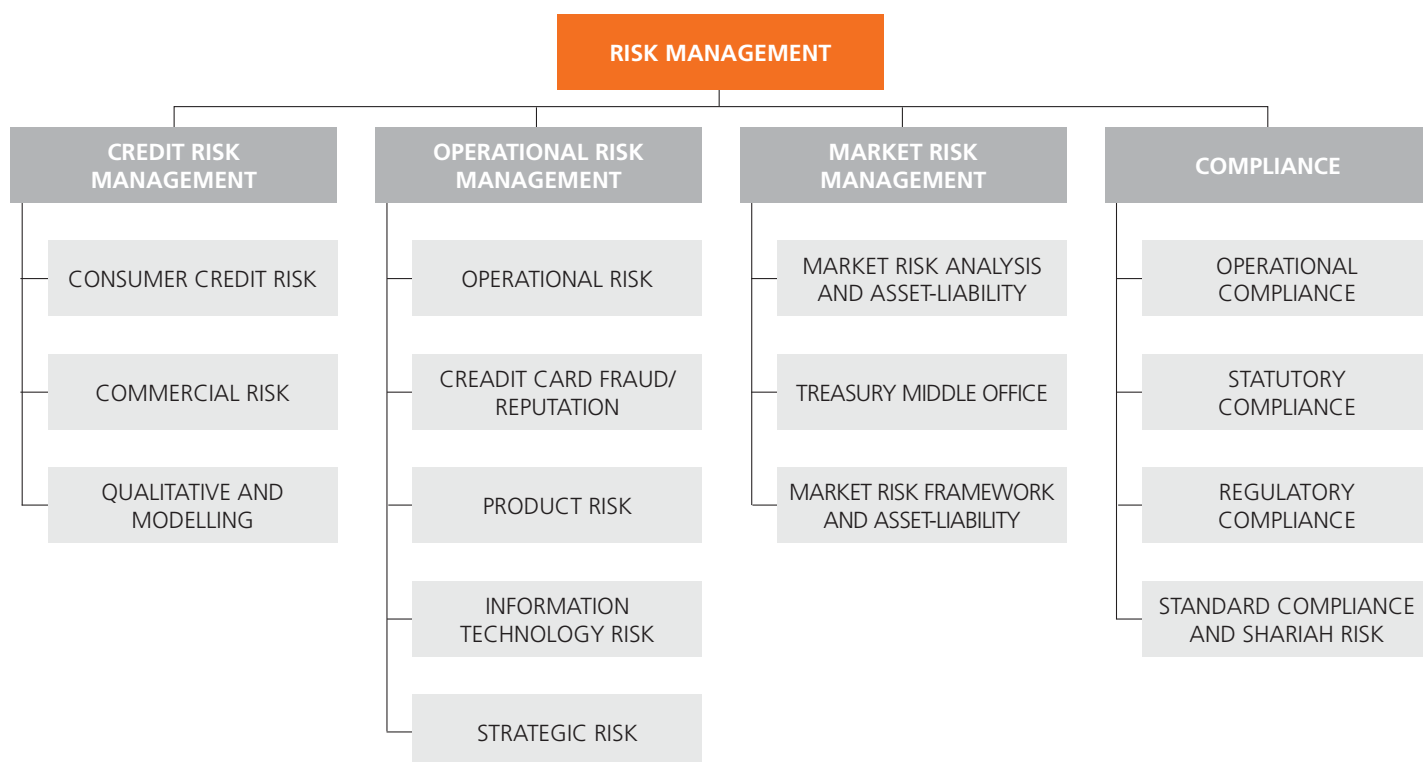 RISK MANAGEMENT
CREDIT RISK
MANAGEMENT
CONSUMER CREDIT RISK
COMMERCIAL RISK
QUALITATIVE AND
MODELLING
OPERATIONAL RISK
MANAGEMENT
OPERATIONAL RISK
CREADIT CARD FRAUD/
REPUTATION
PRODUCT RISK
INFORMATION
TECHNOLOGY RISK
STRATEGIC RISK
MARKET RISK
MANAGEMENT
MARKET RISK ANALYSIS
AND ASSET-LIABILITY
TREASURY MIDDLE OFFICE
MARKET RISK FRAMEWORK
AND ASSET-LIABILITY
COMPLIANCE
OPERATIONAL
COMPLIANCE
STATUTORY
COMPLIANCE
REGULATORY
COMPLIANCE
STANDARD COMPLIANCE
AND SHARIAH RISK